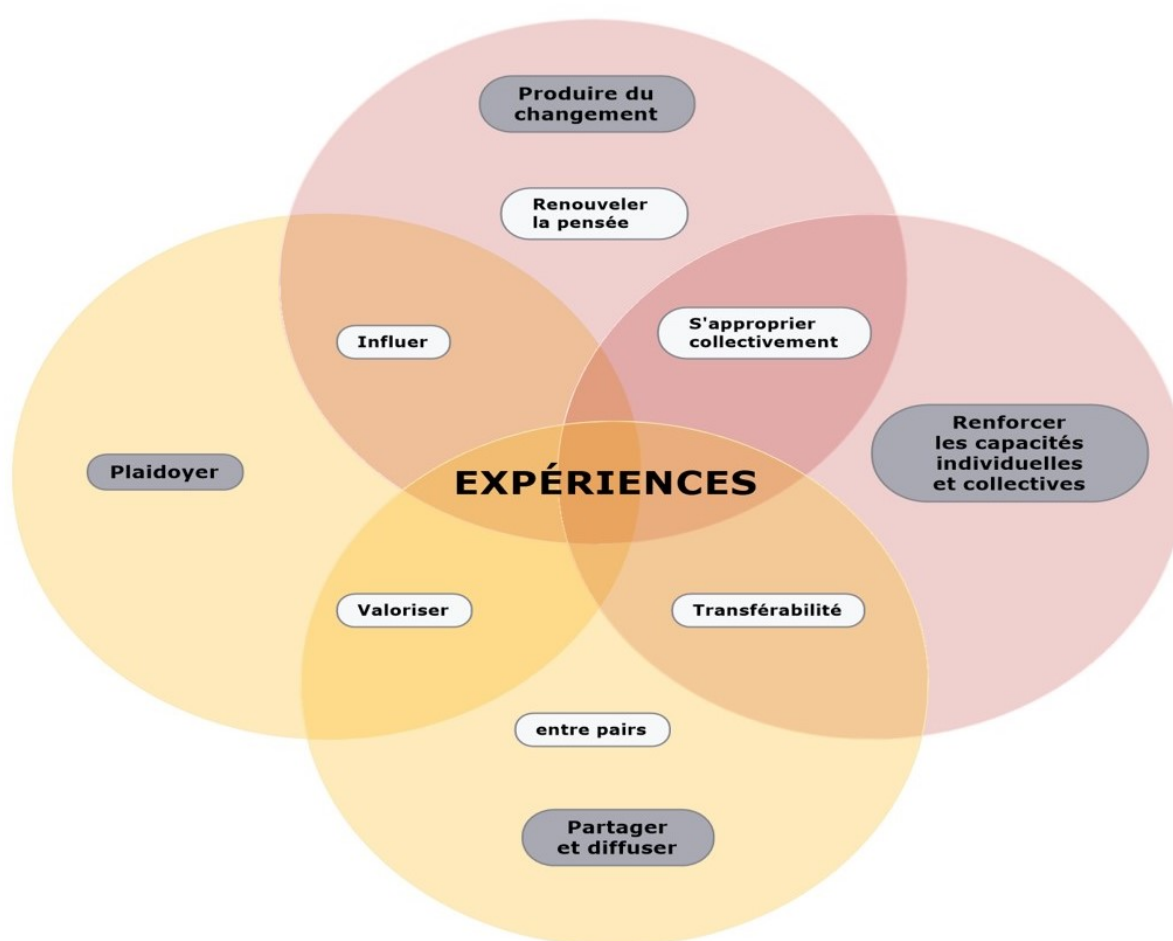 Produire du
changement
Renouveler
la pensée
Influer
S'approprier
collectivement
Plaidoyer
EXPÉRIENCES
Renforcer
les capacités
individuelles
et collectives
Valoriser
Transférabilité
entre pairs
Partager
et diffuser